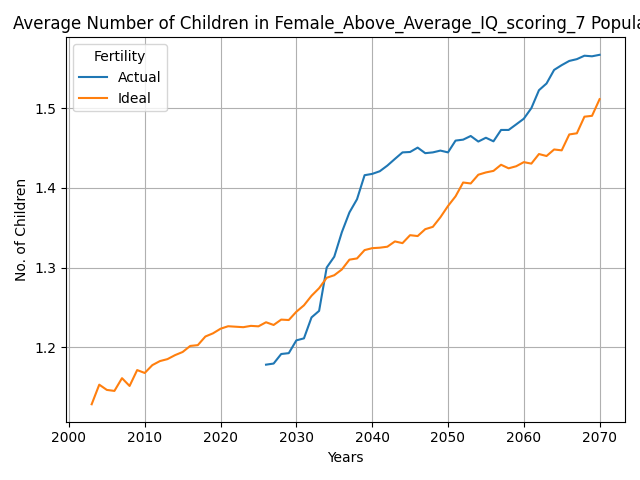 Average Number of Children in Female_Above_Average_IQ_scoring_7 Popula
Fertility
Actual
Ideal
No. of Children
1.5
1.4
1.3
1.2
2000 2010 2020 2030 2040 2050 2060 2070
Years